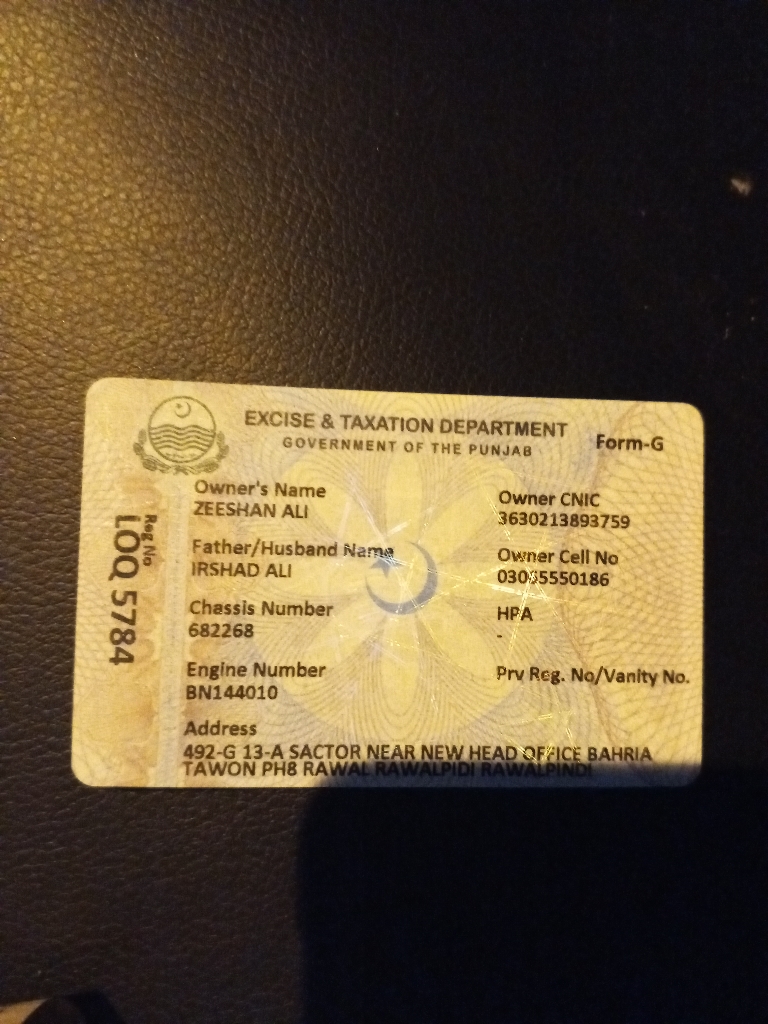 EXCISE & TAXATION DEPARTMENT
GOVERNMENT OF THE PUNJAB
Form-G
Reg No
LOQ 5784
Owner's Name
ZEESHAN ALI
Owner CNIC
3630213893759
Father/Husband Name
IRSHAD ALI
Owner Cell No
Chassis Number
682268
HPA
-
Engine Number
BN144010
Prv Reg. No/Vanity No.
Address
492-G 13-A SACTOR NEAR NEW HEAD OFFICE BAHRIA
TAWON PH8 RAWAL RAWALPIDI RAWALPINDI